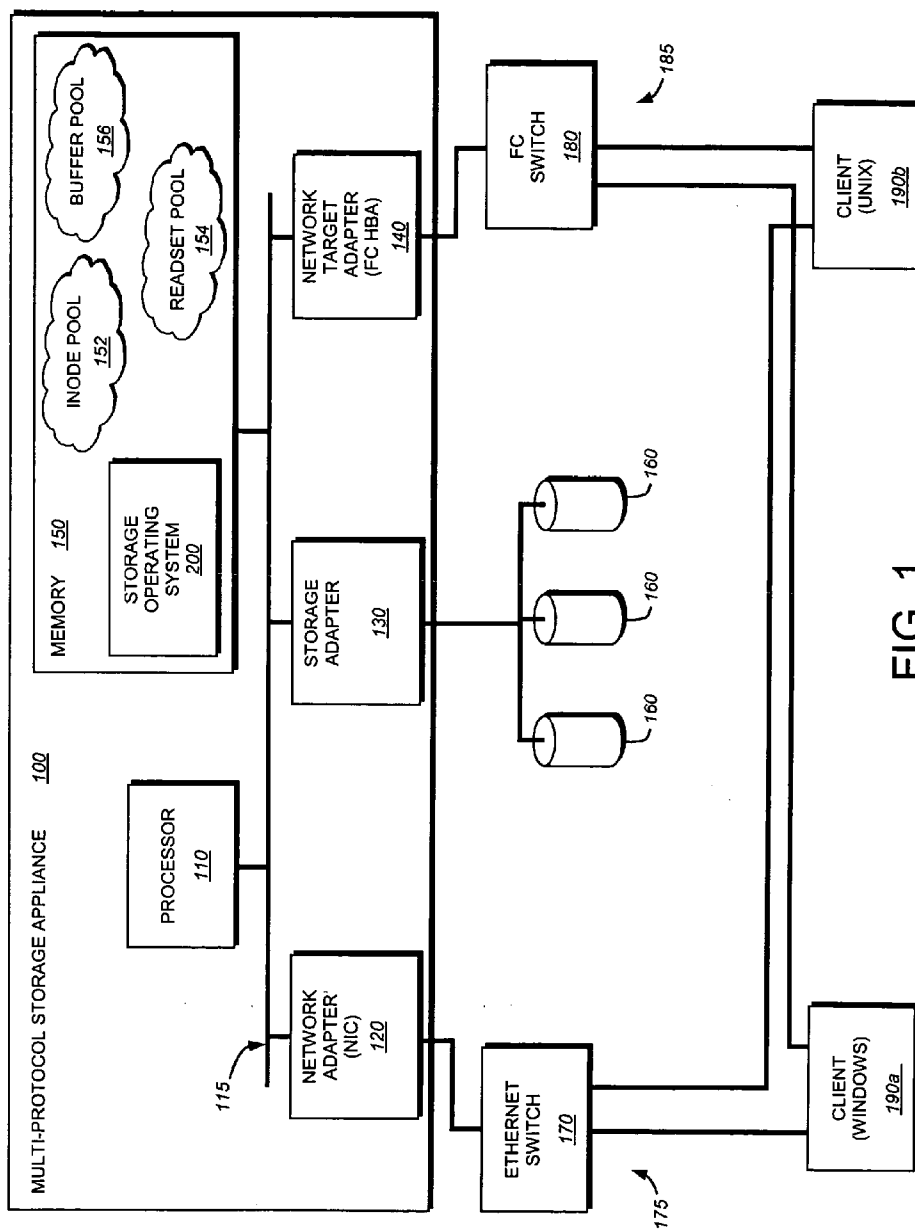 MULTI-PROTOCOL STORAGE APPLIANCE
100
PROCESSOR
110
MEMORY 150
STORAGE
OPERATING
SYSTEM
200
INODE POOL
152
BUFFER POOL
156
READSET POOL
154
115
NETWORK
ADAPTER
(NIC)
120
STORAGE
ADAPTER
130
NETWORK
TARGET
ADAPTER
(FC HBA)
140
ETHERNET
SWITCH
170
175
160
160
160
FC
SWITCH
180
185
CLIENT
(WINDOWS)
190a
CLIENT
(UNIX)
190b
FIG. 1